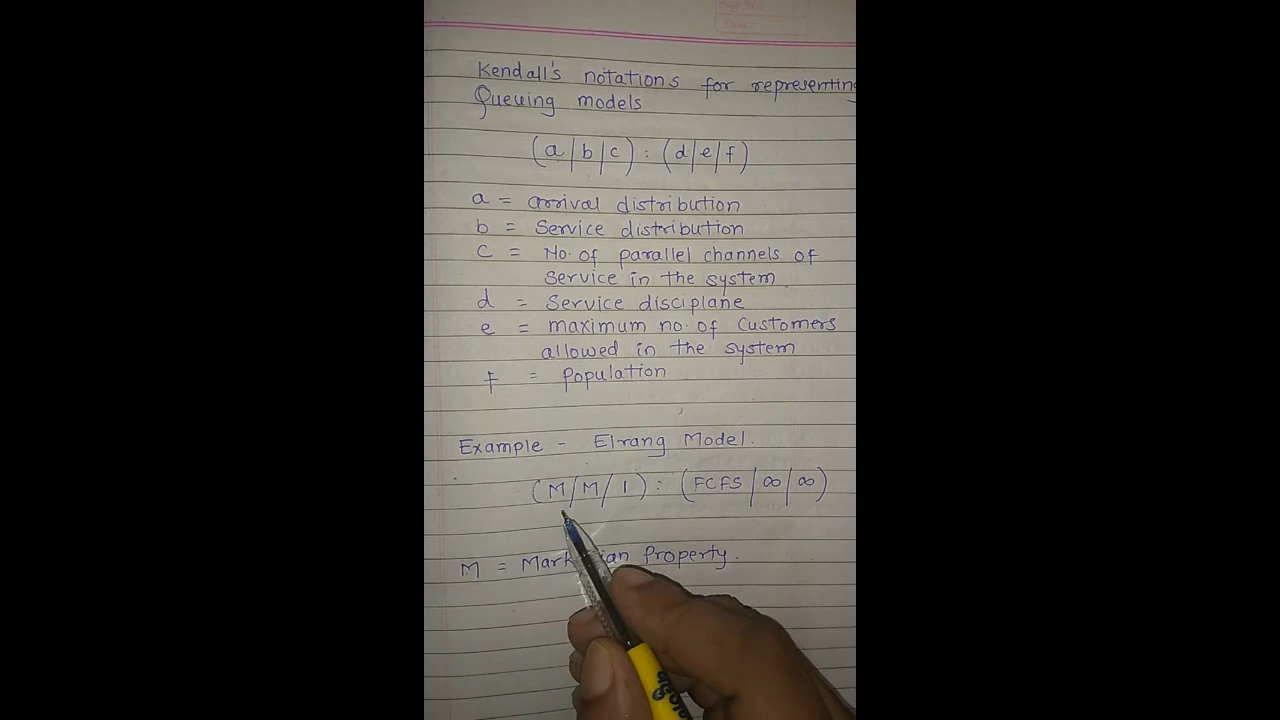 Kendall's notations for representing
Queuing models
(a/b/c) : (d/e/f)
a = arrival distribution
b = Service distribution
c = No. of parallel channels of
Service in the system
d = Service disciplane
e = maximum no. of customers
allowed in the system
f = Population
Example - Elrang Model.
(M/M/1) : (FCFS/∞/∞)
M = Property.